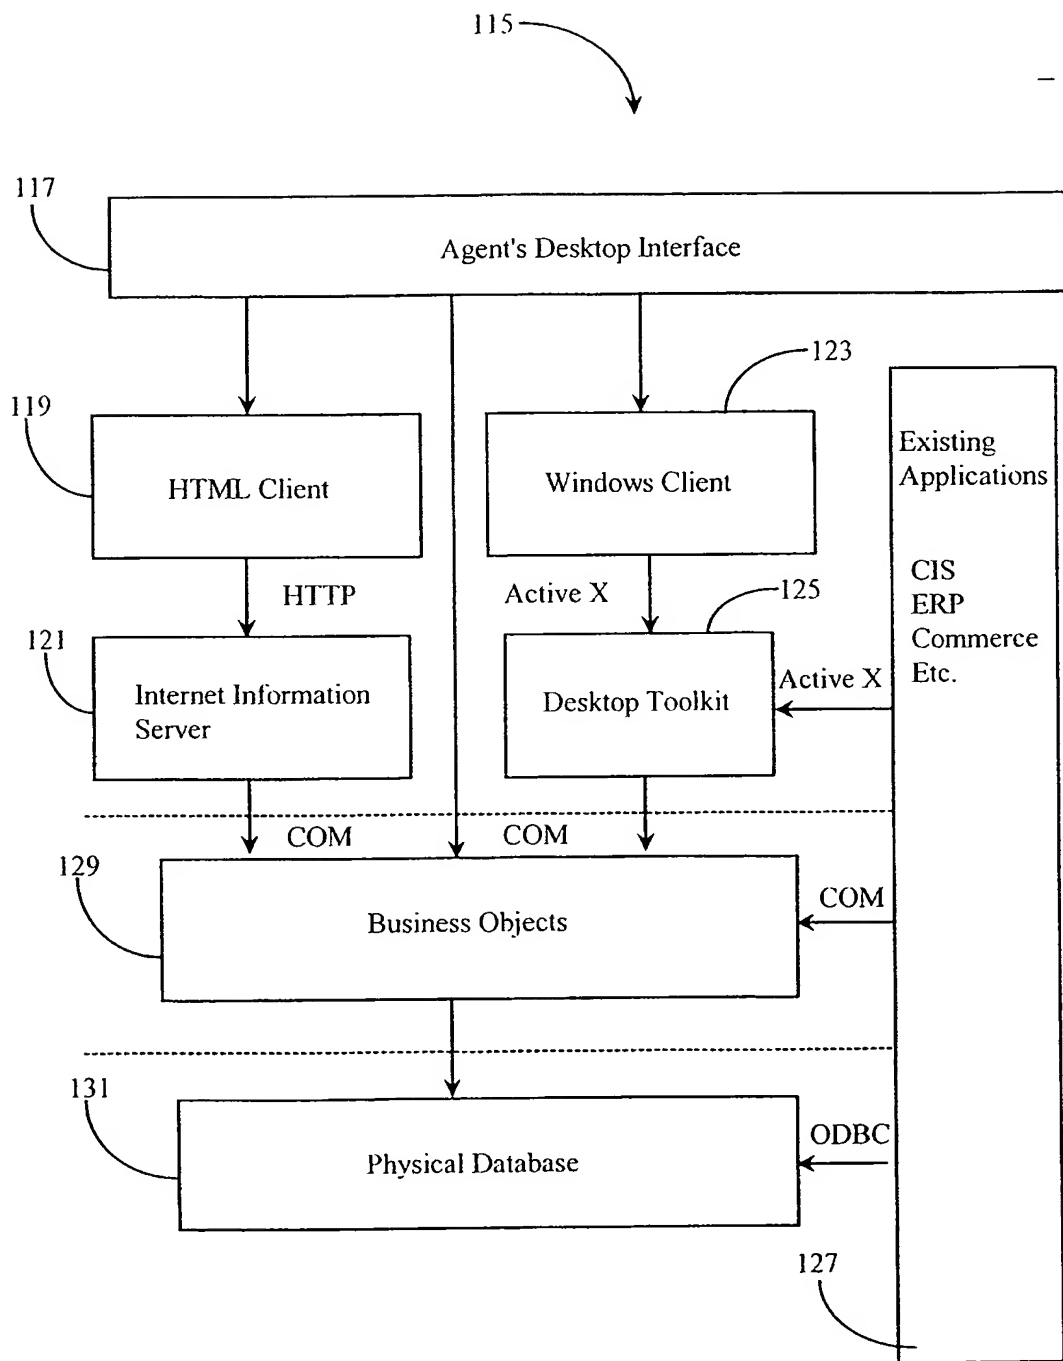 115
117
Agent's Desktop Interface
123
119
HTML Client
Windows Client
Existing
Applications
HTTP
Active X
125
CIS
ERP
Commerce
Etc.
121
Internet Information
Server
Desktop Toolkit
Active X
COM
COM
129
Business Objects
COM
131
Physical Database
ODBC
127